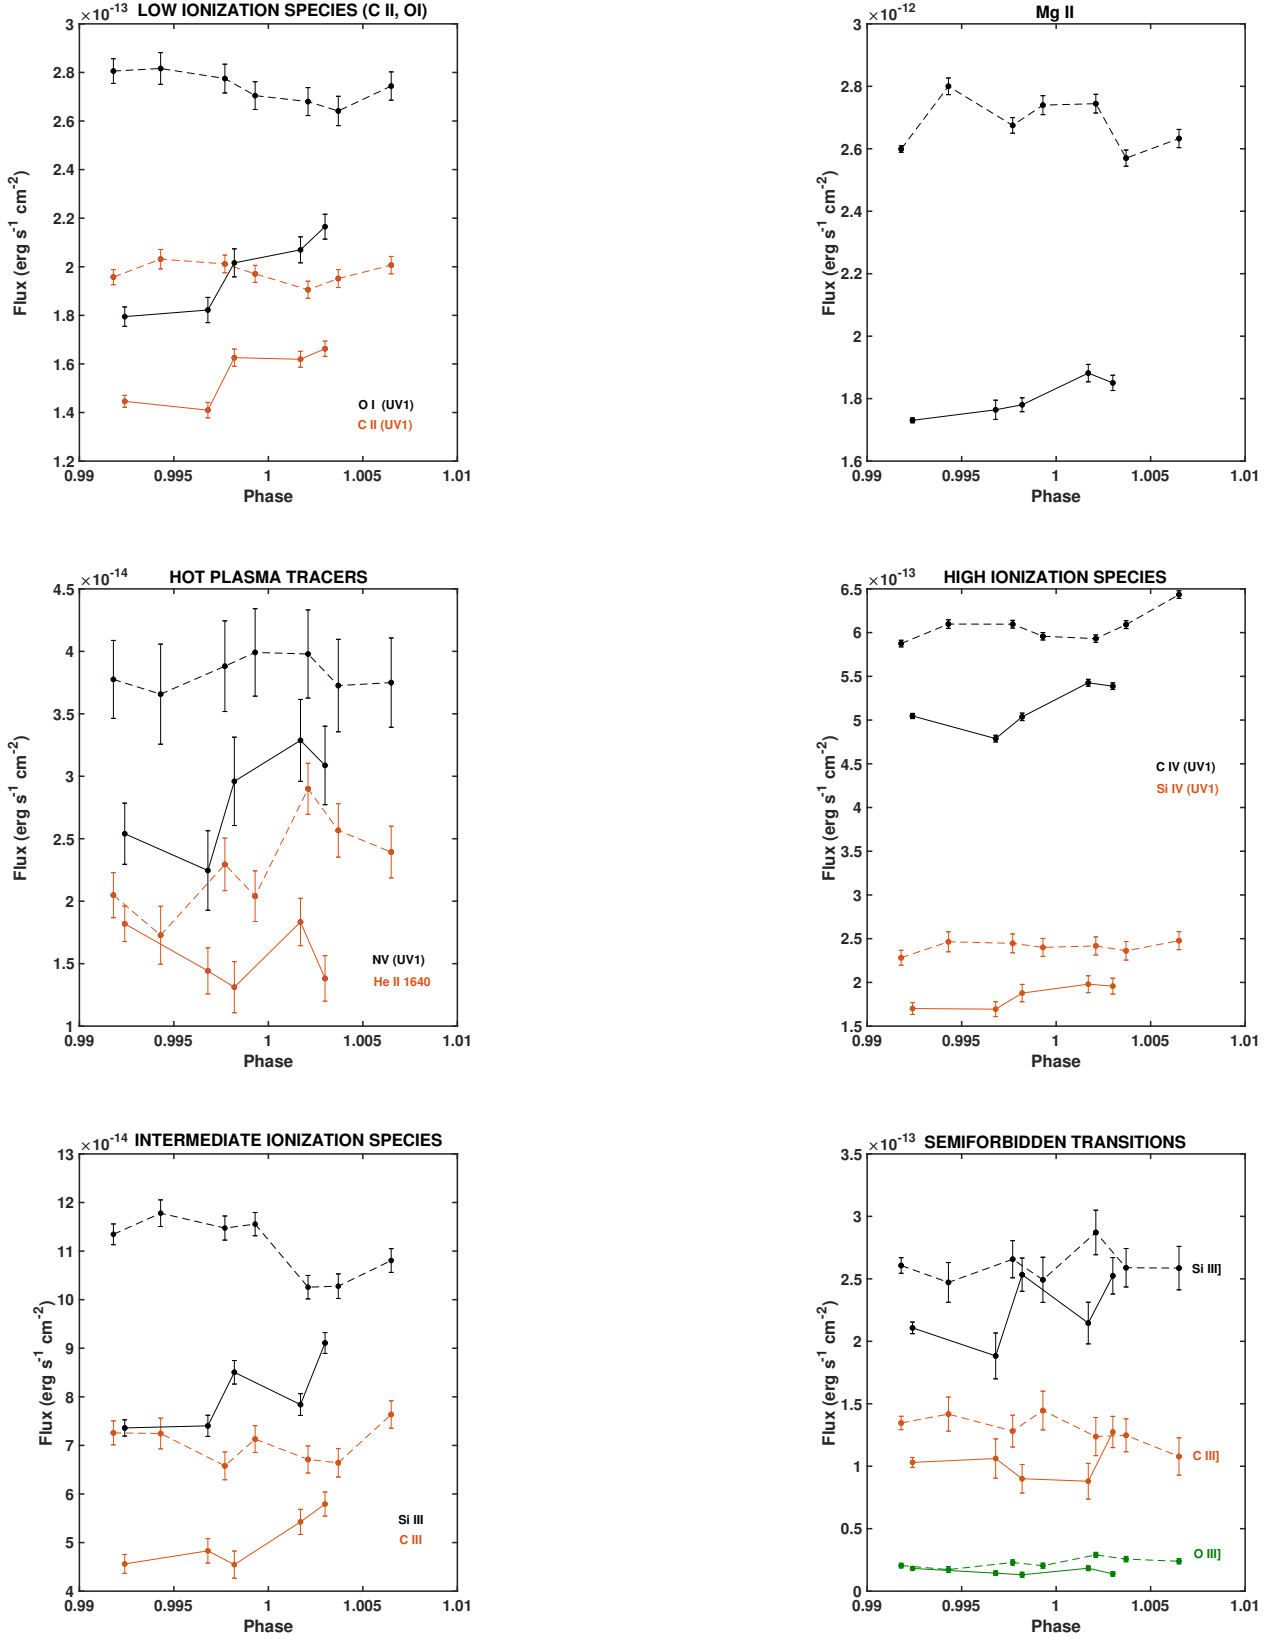 LOW IONIZATION SPECIES (C II, OI)
×10^-13
3
2.8
2.6
2.4
2.2
2
1.8
1.6
1.4
1.2
Flux (erg s^-1 cm^-2)
O I (UV1)
C II (UV1)
0.99 0.995 1 1.005 1.01
Phase
Mg II
×10^-12
3
2.8
2.6
2.4
2.2
2
1.8
1.6
Flux (erg s^-1 cm^-2)
0.99 0.995 1 1.005 1.01
Phase
HOT PLASMA TRACERS
×10^-14
4.5
4
3.5
3
2.5
2
1.5
1
Flux (erg s^-1 cm^-2)
NV (UV1)
He II 1640
0.99 0.995 1 1.005 1.01
Phase
HIGH IONIZATION SPECIES
×10^-13
6.5
6
5.5
5
4.5
4
3.5
3
2.5
2
1.5
Flux (erg s^-1 cm^-2)
C IV (UV1)
Si IV (UV1)
0.99 0.995 1 1.005 1.01
Phase
×10^-14 INTERMEDIATE IONIZATION SPECIES
13
12
11
10
9
8
7
6
5
4
Flux (erg s^-1 cm^-2)
Si III
C III
0.99 0.995 1 1.005 1.01
Phase
SEMIFORBIDDEN TRANSITIONS
×10^-13
3.5
3
2.5
2
1.5
1
0.5
0
Flux (erg s^-1 cm^-2)
Si III]
C III]
O III]
0.99 0.995 1 1.005 1.01
Phase